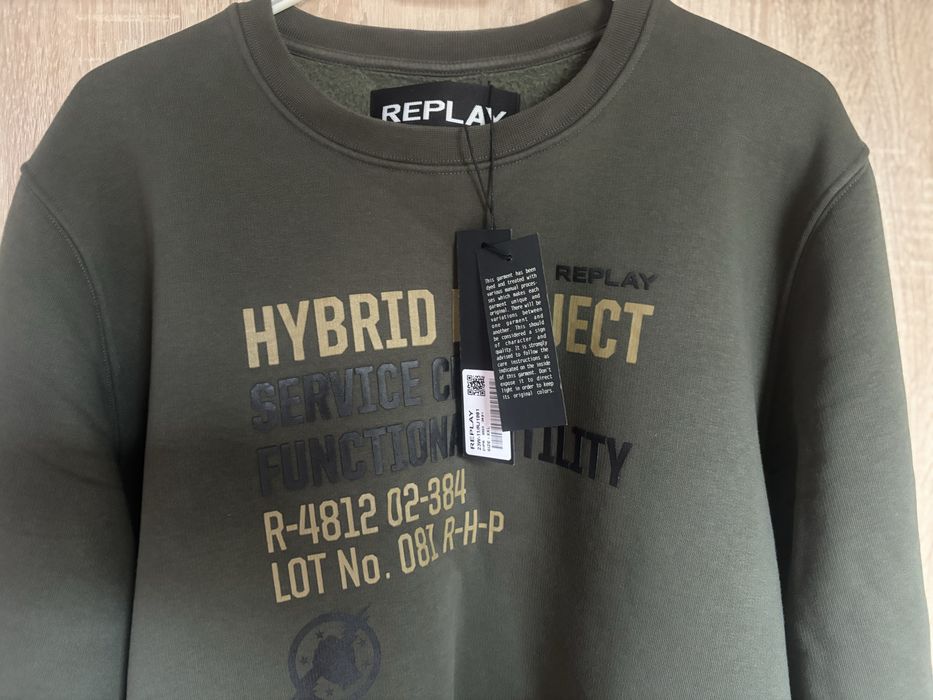 REPLAY
REPLAY
HYBRID JECT
SERVICE C
FUNCTIONA TILITY
R-4812 02-384
LOT No. 081 R-H-P
This garment has been
dyed and treated with
various manual proces-
ses which makes each
garment unique and
original. There will be
variations between
one garment and
another. This should
be considered a sign
of character and
quality. It is strongly
advised to follow the
care instructions as
indicated on the inside
of this garment. Don't
expose it to direct
light in order to keep
its original colors.
REPLAY